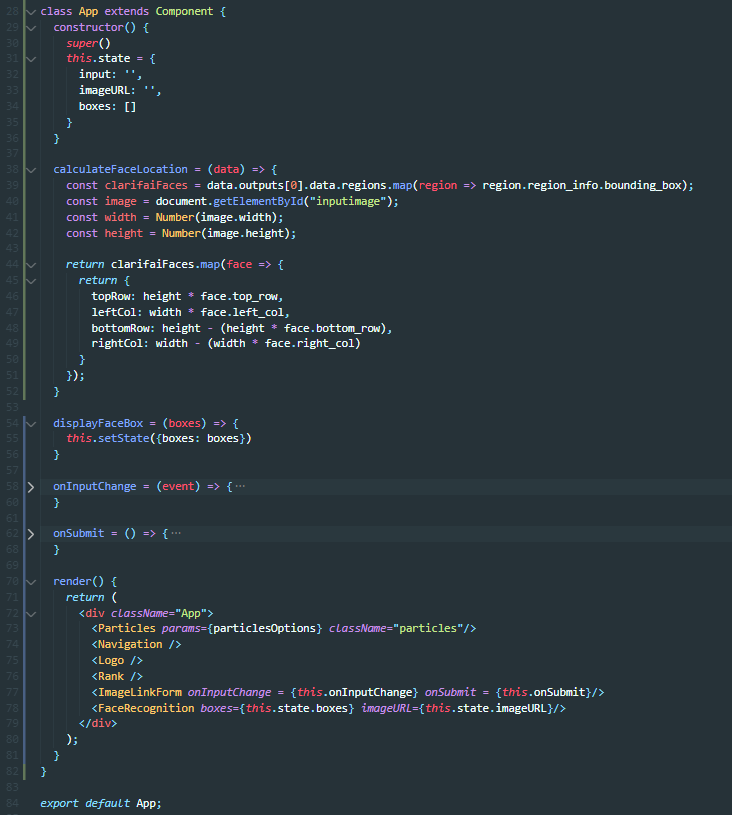 28 class App extends Component {
29 constructor() {
30 super()
31 this.state = {
32 input: '',
33 imageURL: '',
34 boxes: []
35 }
36 }
37
38 calculateFaceLocation = (data) => {
39 const clarifaiFaces = data.outputs[0].data.regions.map(region => region.region_info.bounding_box);
40 const image = document.getElementById("inputimage");
41 const width = Number(image.width);
42 const height = Number(image.height);
43
44 return clarifaiFaces.map(face => {
45 return {
46 topRow: height * face.top_row,
47 leftCol: width * face.left_col,
48 bottomRow: height - (height * face.bottom_row),
49 rightCol: width - (width * face.right_col)
50 }
51 });
52 }
53
54 displayFaceBox = (boxes) => {
55 this.setState({boxes: boxes})
56 }
57
58 onInputChange = (event) => {···
60 }
61
62 onSubmit = () => {···
68 }
69
70 render() {
71 return (
72 <div className="App">
73 <Particles params={particlesOptions} className="particles"/>
74 <Navigation />
75 <Logo />
76 <Rank />
77 <ImageLinkForm onInputChange = {this.onInputChange} onSubmit = {this.onSubmit}/>
78 <FaceRecognition boxes={this.state.boxes} imageURL={this.state.imageURL}/>
79 </div>
80 );
81 }
82 }
83
84 export default App;